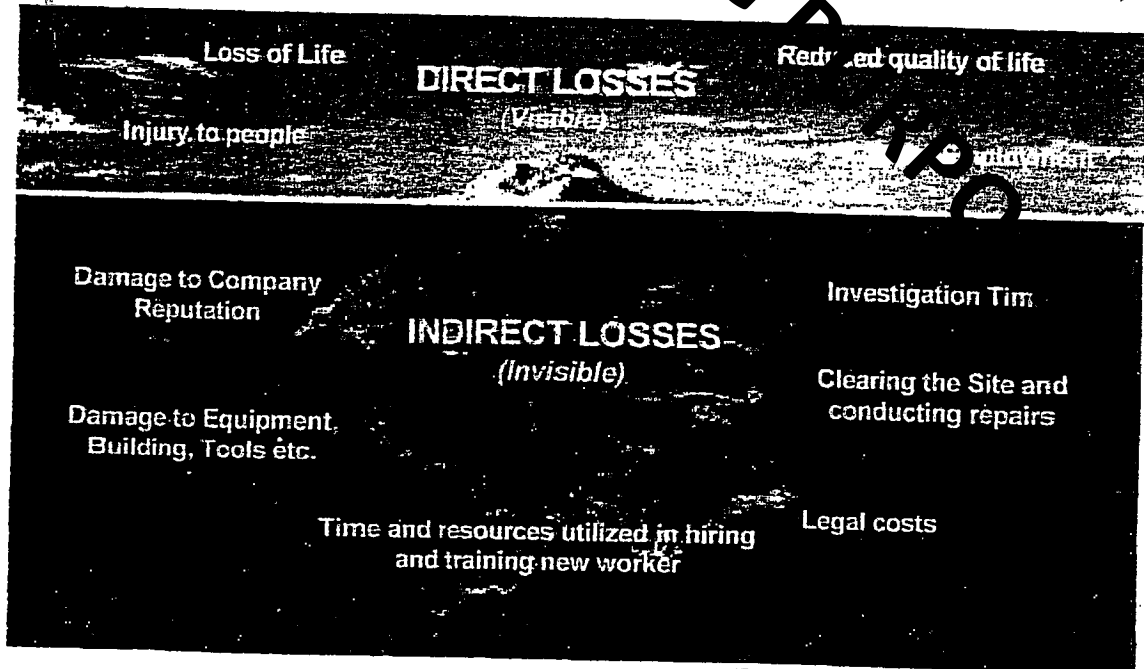 Loss of Life
DIRECT LOSSES
(Visible)
quality of life
Injury to people
Damage to Company
Reputation
INDIRECT LOSSES
(Invisible)
Investigation Tim
Clearing the Site and
conducting repairs
Damage to Equipment,
Building, Tools etc.
Time and resources utilized in hiring
and training new worker
Legal costs